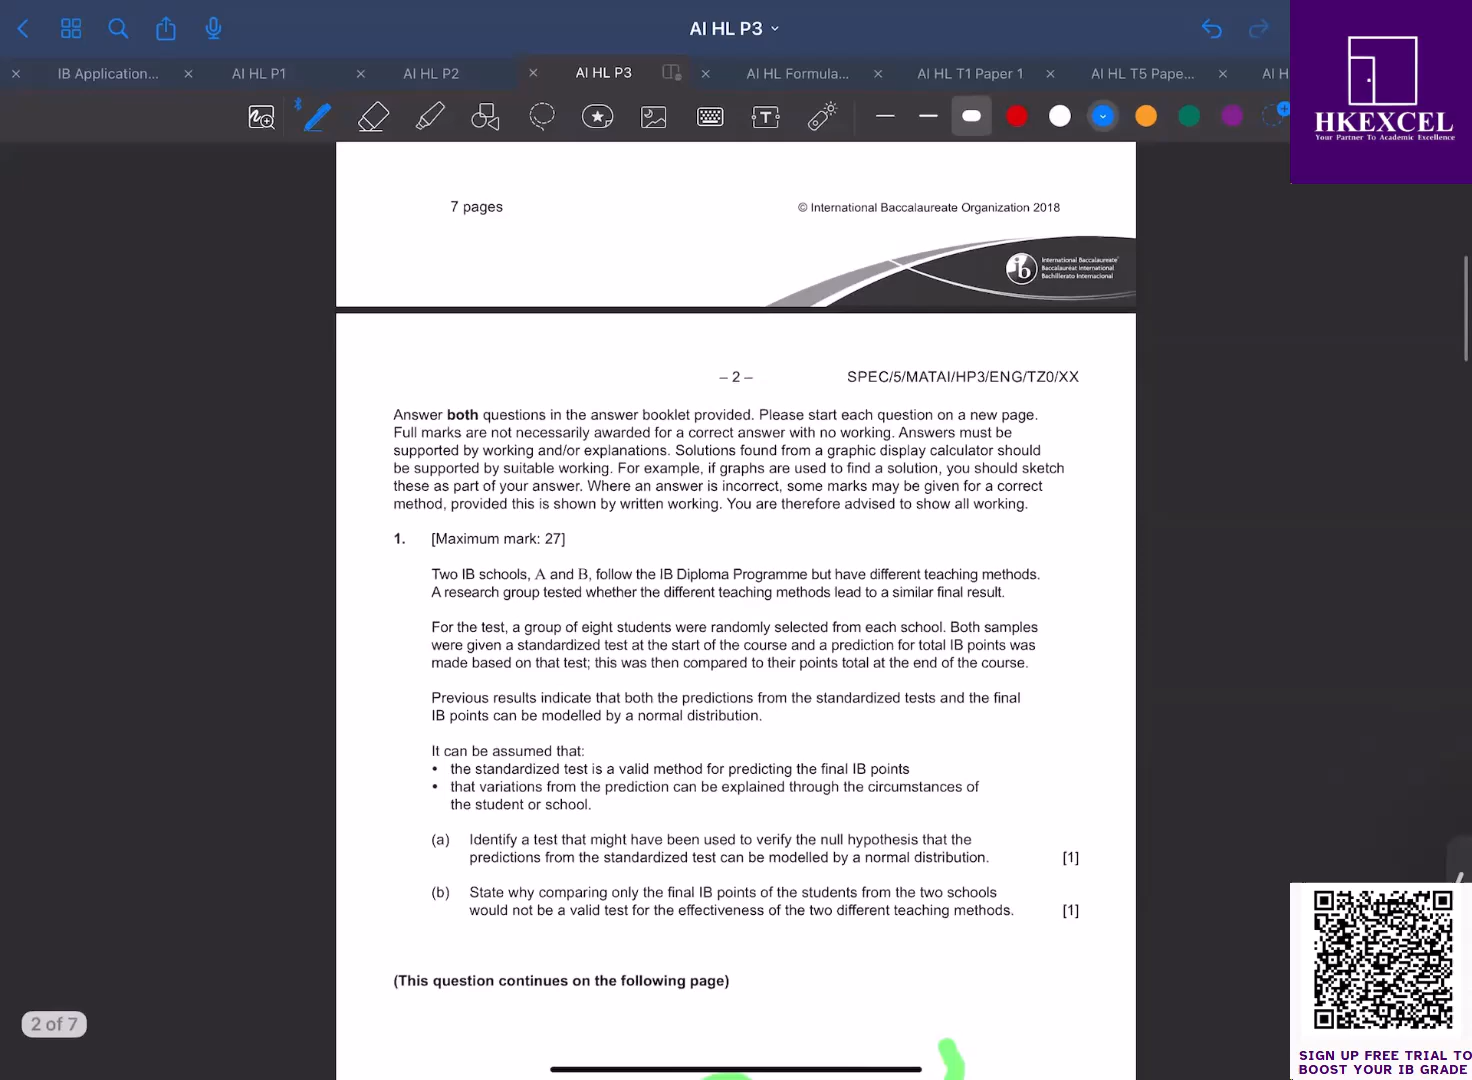 AI HL P3
IB Application...
AI HL P1
AI HL P2
AI HL P3
AI HL Formula...
AI HL T1 Paper 1
AI HL T5 Pape...
AI H
HKEXCEL
Your Partner To Academic Excellence
7 pages
© International Baccalaureate Organization 2018
International Baccalaureate
Baccalauréat International
Bachillerato Internacional
– 2 –
SPEC/5/MATAI/HP3/ENG/TZ0/XX
Answer both questions in the answer booklet provided. Please start each question on a new page.
Full marks are not necessarily awarded for a correct answer with no working. Answers must be
supported by working and/or explanations. Solutions found from a graphic display calculator should
be supported by suitable working. For example, if graphs are used to find a solution, you should sketch
these as part of your answer. Where an answer is incorrect, some marks may be given for a correct
method, provided this is shown by written working. You are therefore advised to show all working.
1. [Maximum mark: 27]
Two IB schools, A and B, follow the IB Diploma Programme but have different teaching methods.
A research group tested whether the different teaching methods lead to a similar final result.
For the test, a group of eight students were randomly selected from each school. Both samples
were given a standardized test at the start of the course and a prediction for total IB points was
made based on that test; this was then compared to their points total at the end of the course.
Previous results indicate that both the predictions from the standardized tests and the final
IB points can be modelled by a normal distribution.
It can be assumed that:
• the standardized test is a valid method for predicting the final IB points
• that variations from the prediction can be explained through the circumstances of
the student or school.
(a) Identify a test that might have been used to verify the null hypothesis that the
predictions from the standardized test can be modelled by a normal distribution. [1]
(b) State why comparing only the final IB points of the students from the two schools
would not be a valid test for the effectiveness of the two different teaching methods. [1]
(This question continues on the following page)
2 of 7
SIGN UP FREE TRIAL TO
BOOST YOUR IB GRADE